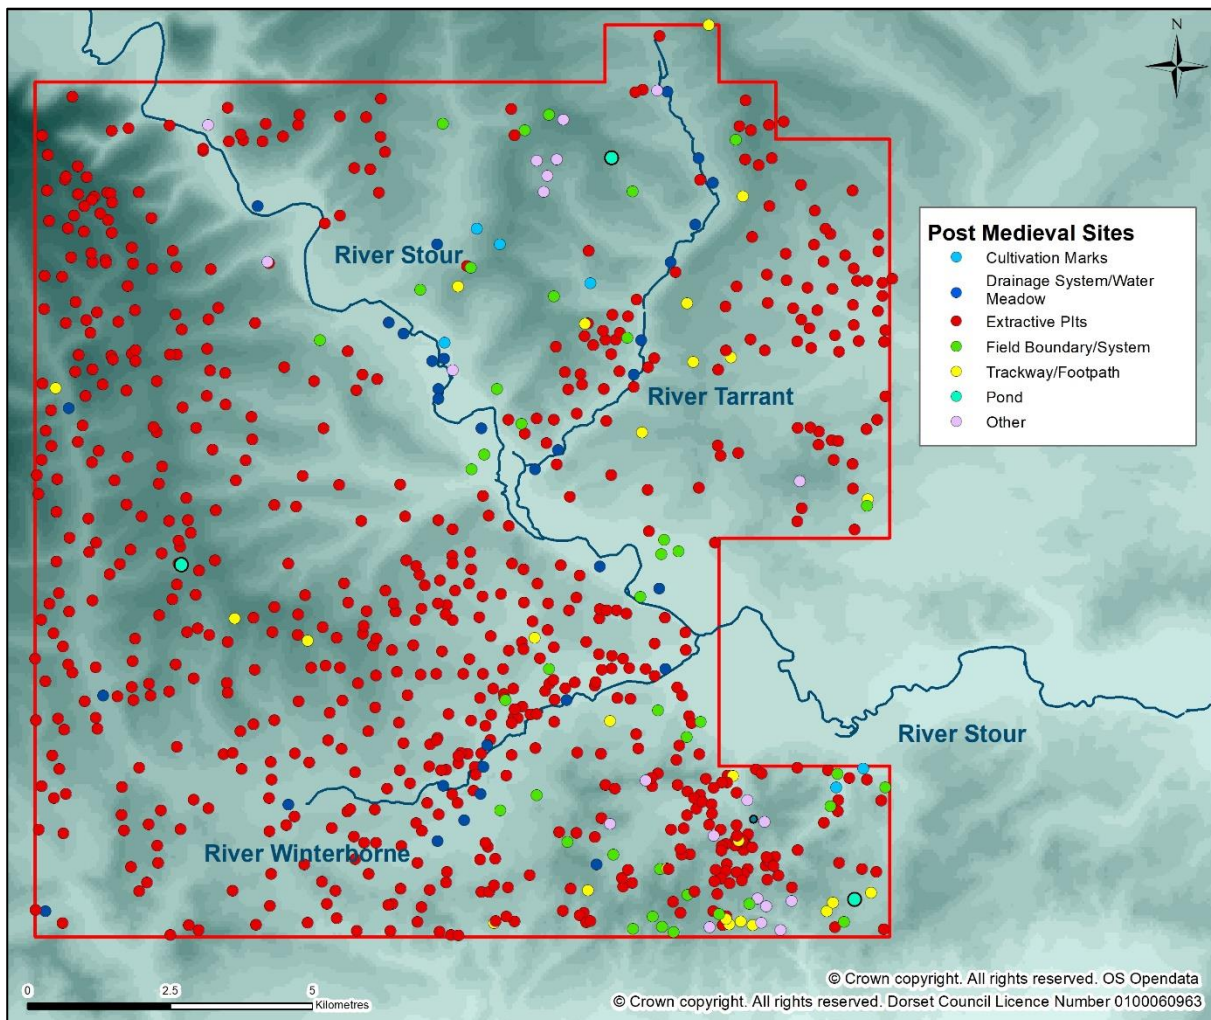 N
River Stour
Post Medieval Sites
Cultivation Marks
Drainage System/Water
Meadow
Extractive PIts
Field Boundary/System
Trackway/Footpath
Pond
Other
River Tarrant
River Stour
River Winterborne
0 2.5 5
Kilometres
© Crown copyright. All rights reserved. OS Opendata
© Crown copyright. All rights reserved. Dorset Council Licence Number 0100060963